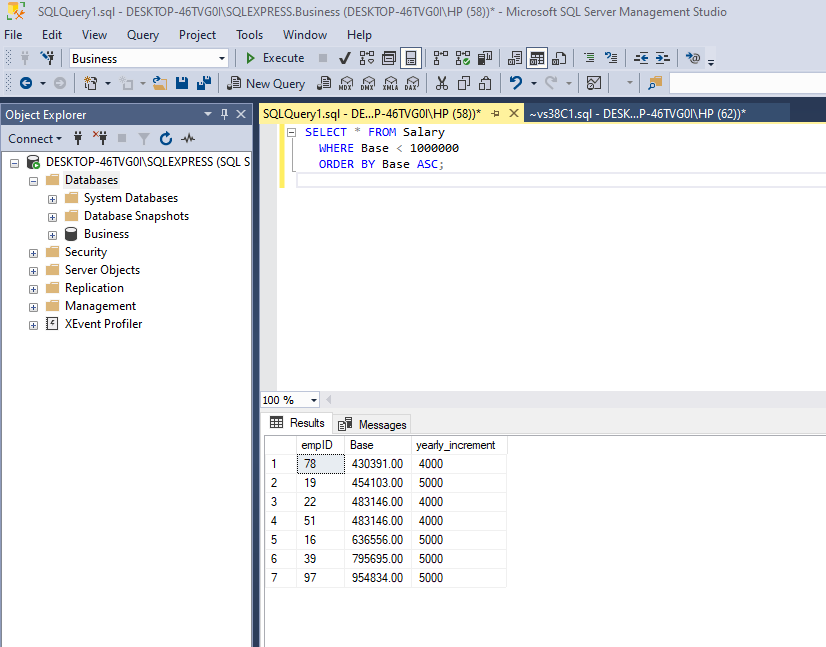 SQLQuery1.sql - DESKTOP-46TVG0I\SQLEXPRESS.Business (DESKTOP-46TVG0I\HP (58))* - Microsoft SQL Server Management Studio
File Edit View Query Project Tools Window Help
Business Execute
New Query MDX DMX XMLA DAX
Object Explorer
SQLQuery1.sql - DE...P-46TVG0I\HP (58))* ~vs38C1.sql - DESK...P-46TVG0I\HP (62))*
Connect
DESKTOP-46TVG0I\SQLEXPRESS (SQL S
Databases
System Databases
Database Snapshots
Business
Security
Server Objects
Replication
Management
XEvent Profiler
SELECT * FROM Salary
WHERE Base < 1000000
ORDER BY Base ASC;
100 %
Results Messages
empID Base yearly_increment
1 78 430391.00 4000
2 19 454103.00 5000
3 22 483146.00 4000
4 51 483146.00 4000
5 16 636556.00 5000
6 39 795695.00 5000
7 97 954834.00 5000